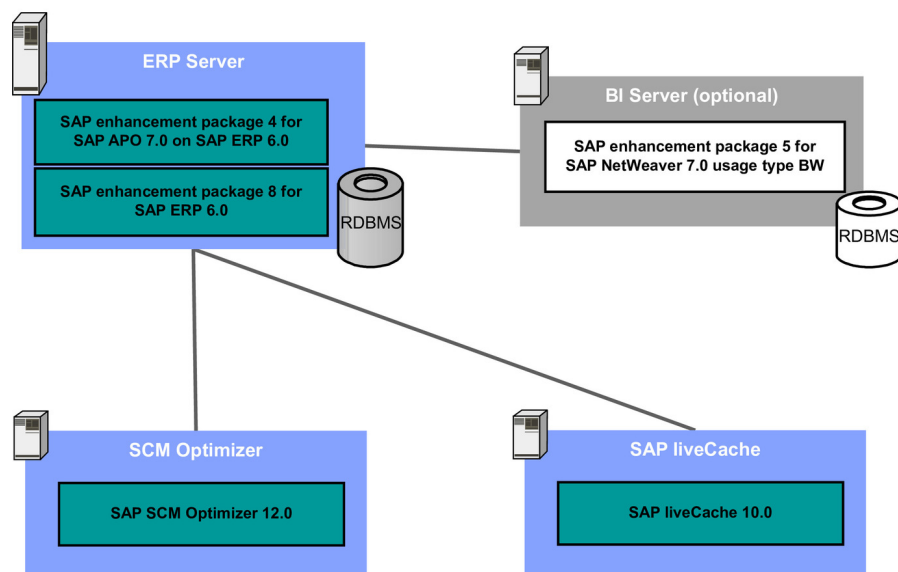 ERP Server
SAP enhancement package 4 for
SAP APO 7.0 on SAP ERP 6.0
SAP enhancement package 8 for
SAP ERP 6.0
RDBMS
BI Server (optional)
SAP enhancement package 5 for
SAP NetWeaver 7.0 usage type BW
RDBMS
SCM Optimizer
SAP SCM Optimizer 12.0
SAP liveCache
SAP liveCache 10.0